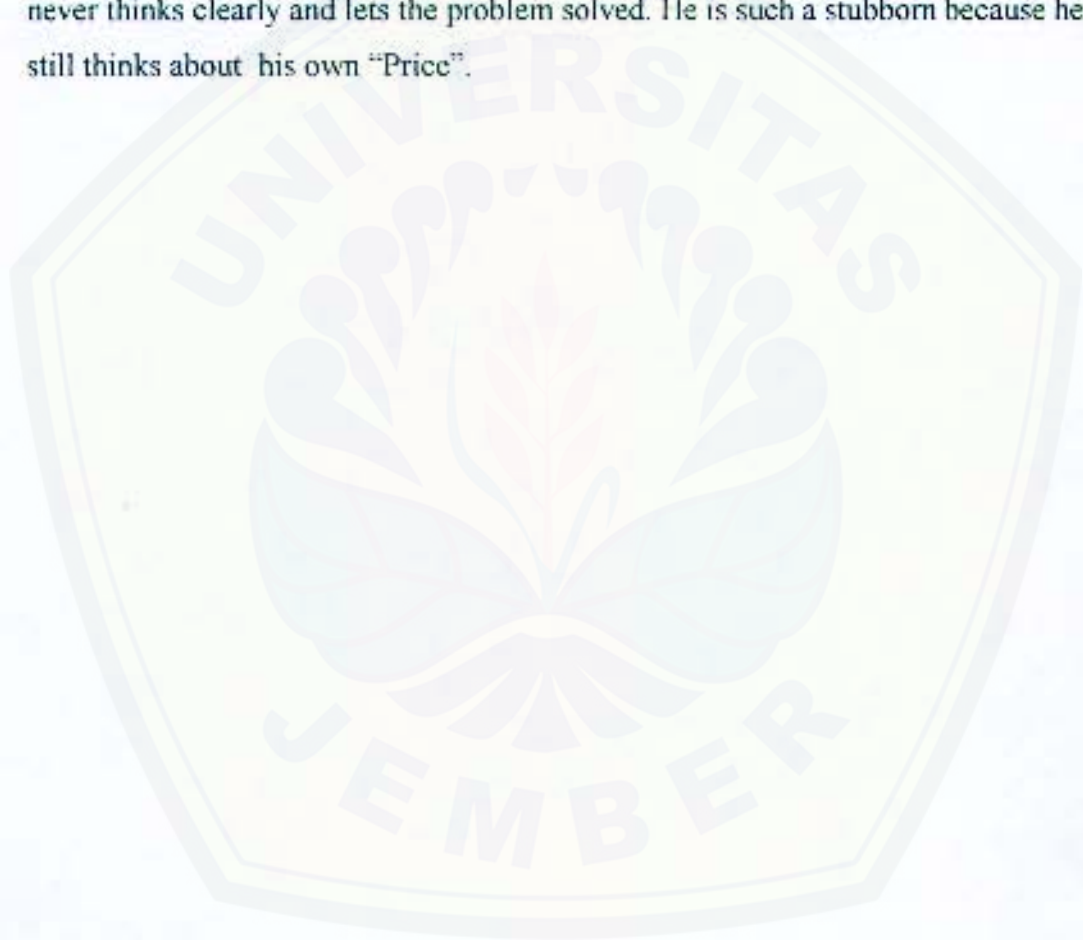 never thinks clearly and lets the problem solved. He is such a stubborn because he
still thinks about his own “Price”.
UNIVERSITAS
JEMBER